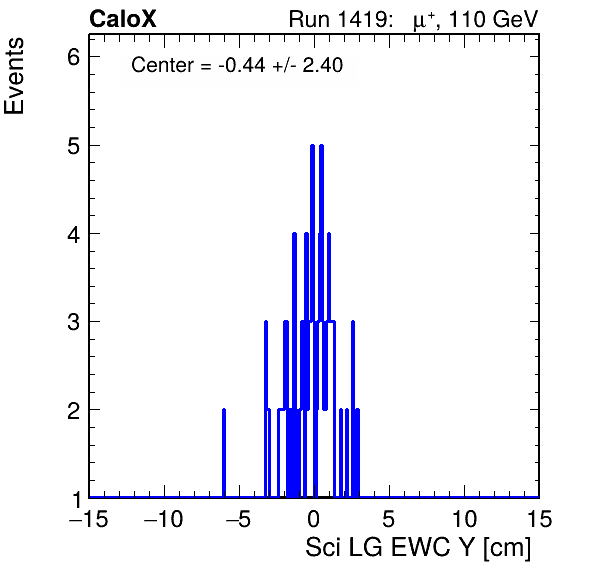 CaloX Run 1419: μ⁺, 110 GeV
Center = -0.44 +/- 2.40
Events
6
5
4
3
2
1
−15 −10 −5 0 5 10 15
Sci LG EWC Y [cm]